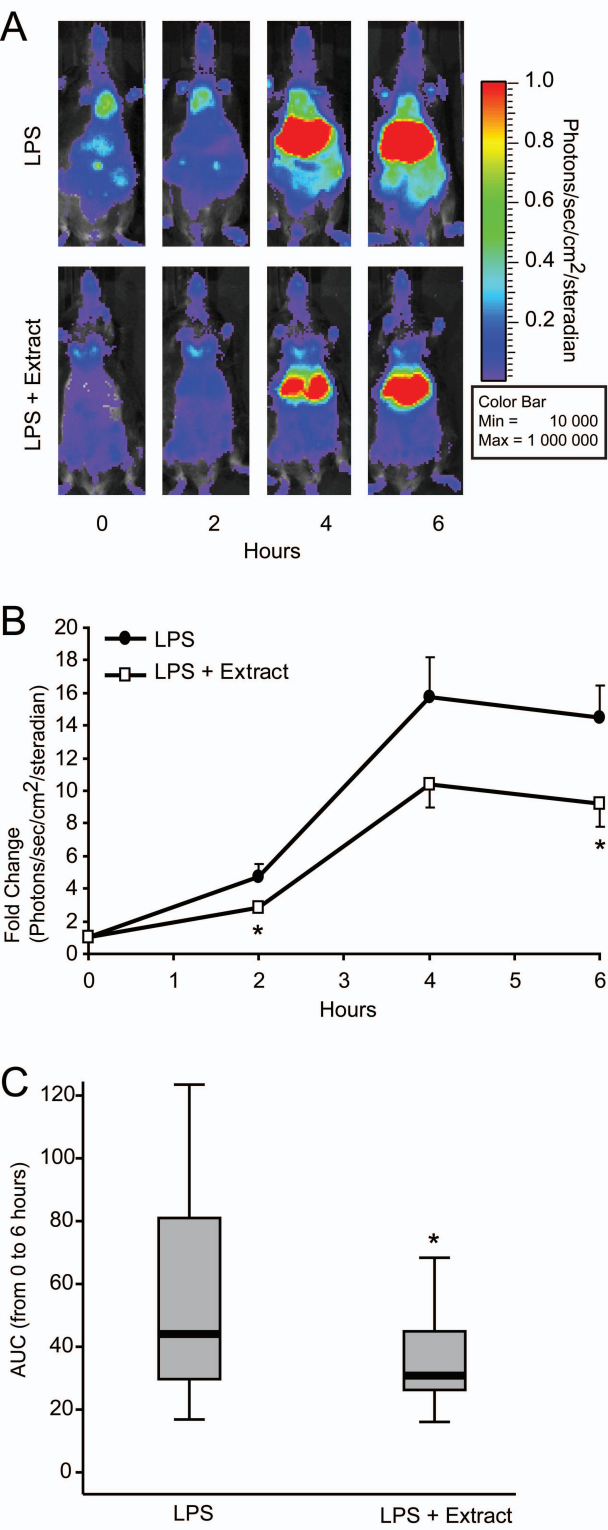 A
LPS
LPS + Extract
0 2 4 6
Hours
1.0
0.8
0.6
0.4
0.2
Photons/sec/cm²/steradian
Color Bar
Min = 10 000
Max = 1 000 000
B
20
18
16
14
12
10
8
6
4
2
0
Fold Change
(Photons/sec/cm²/steradian)
LPS
LPS + Extract
*
*
0 1 2 3 4 5 6
Hours
C
120
100
80
60
40
20
0
AUC (from 0 to 6 hours)
*
LPS
LPS + Extract